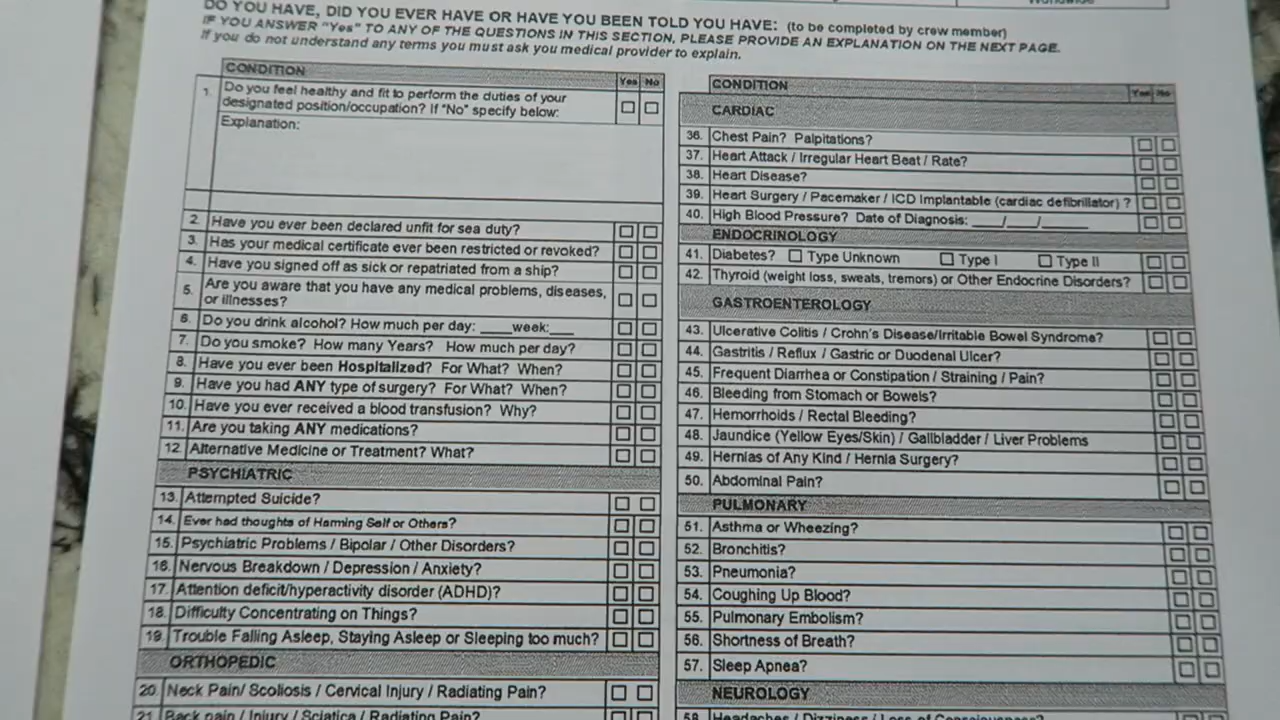 Worldwide
DO YOU HAVE, DID YOU EVER HAVE OR HAVE YOU BEEN TOLD YOU HAVE: (to be completed by crew member)
IF YOU ANSWER "Yes" TO ANY OF THE QUESTIONS IN THIS SECTION, PLEASE PROVIDE AN EXPLANATION ON THE NEXT PAGE.
If you do not understand any terms you must ask you medical provider to explain.
CONDITION Yes No
1. Do you feel healthy and fit to perform the duties of your
designated position/occupation? If "No" specify below:
Explanation:
2. Have you ever been declared unfit for sea duty?
3. Has your medical certificate ever been restricted or revoked?
4. Have you signed off as sick or repatriated from a ship?
5. Are you aware that you have any medical problems, diseases,
or illnesses?
6. Do you drink alcohol? How much per day: ____week:___
7. Do you smoke? How many Years? How much per day?
8. Have you ever been Hospitalized? For What? When?
9. Have you had ANY type of surgery? For What? When?
10. Have you ever received a blood transfusion? Why?
11. Are you taking ANY medications?
12. Alternative Medicine or Treatment? What?
PSYCHIATRIC
13. Attempted Suicide?
14. Ever had thoughts of Harming Self or Others?
15. Psychiatric Problems / Bipolar / Other Disorders?
16. Nervous Breakdown / Depression / Anxiety?
17. Attention deficit/hyperactivity disorder (ADHD)?
18. Difficulty Concentrating on Things?
19. Trouble Falling Asleep, Staying Asleep or Sleeping too much?
ORTHOPEDIC
20. Neck Pain/ Scoliosis / Cervical Injury / Radiating Pain?
21. Back pain / Injury / Sciatica / Radiating Pain?
CONDITION Yes No
CARDIAC
36. Chest Pain? Palpitations?
37. Heart Attack / Irregular Heart Beat / Rate?
38. Heart Disease?
39. Heart Surgery / Pacemaker / ICD Implantable (cardiac defibrillator) ?
40. High Blood Pressure? Date of Diagnosis: ____/____/______
ENDOCRINOLOGY
41. Diabetes? Type Unknown Type I Type II
42. Thyroid (weight loss, sweats, tremors) or Other Endocrine Disorders?
GASTROENTEROLOGY
43. Ulcerative Colitis / Crohn's Disease/Irritable Bowel Syndrome?
44. Gastritis / Reflux / Gastric or Duodenal Ulcer?
45. Frequent Diarrhea or Constipation / Straining / Pain?
46. Bleeding from Stomach or Bowels?
47. Hemorrhoids / Rectal Bleeding?
48. Jaundice (Yellow Eyes/Skin) / Gallbladder / Liver Problems
49. Hernias of Any Kind / Hernia Surgery?
50. Abdominal Pain?
PULMONARY
51. Asthma or Wheezing?
52. Bronchitis?
53. Pneumonia?
54. Coughing Up Blood?
55. Pulmonary Embolism?
56. Shortness of Breath?
57. Sleep Apnea?
NEUROLOGY
58. Headaches / Dizziness / Loss of Consciousness?